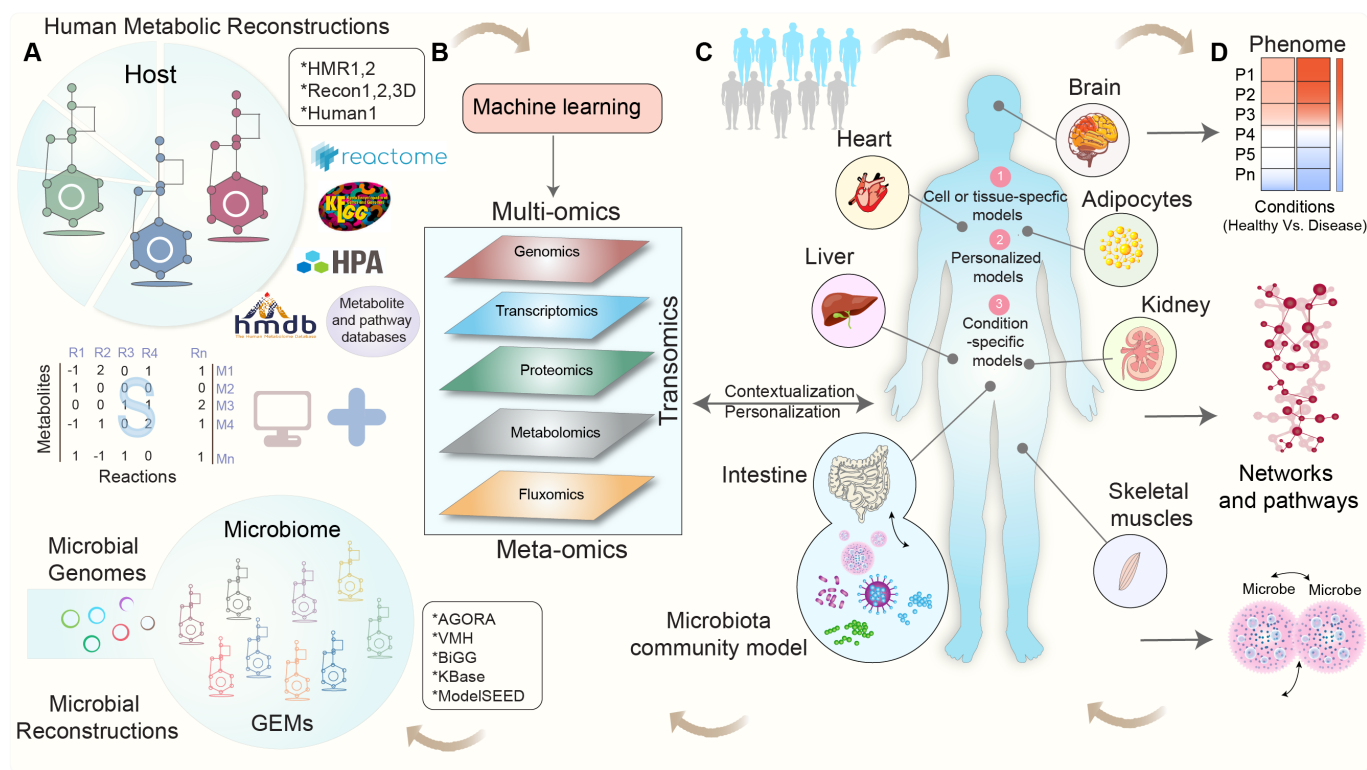 Human Metabolic Reconstructions
A
Host
*HMR1,2
*Recon1,2,3D
*Human1
reactome
KEGG
HPA
hmdb
The Human Metabolome Database
Metabolite
and pathway
databases
R1 R2 R3 R4 Rn
-1 2 0 1 1 M1
1 0 0 0 0 M2
0 0 1 1 2 M3
-1 1 0 2 1 M4
1 -1 1 0 1 Mn
S
Metabolites
Reactions
Microbiome
Microbial
Genomes
Microbial
Reconstructions
GEMs
*AGORA
*VMH
*BiGG
*KBase
*ModelSEED
B
Machine learning
Multi-omics
Genomics
Transcriptomics
Proteomics
Metabolomics
Fluxomics
Transomics
Meta-omics
Contextualization
Personalization
C
Brain
Heart
Adipocytes
Liver
Kidney
1
Cell or tissue-specfic
models
2
Personalized
models
3
Condition
-specific
models
Intestine
Skeletal
muscles
Microbiota
community model
D
Phenome
P1
P2
P3
P4
P5
Pn
Conditions
(Healthy Vs. Disease)
Networks
and pathways
Microbe Microbe